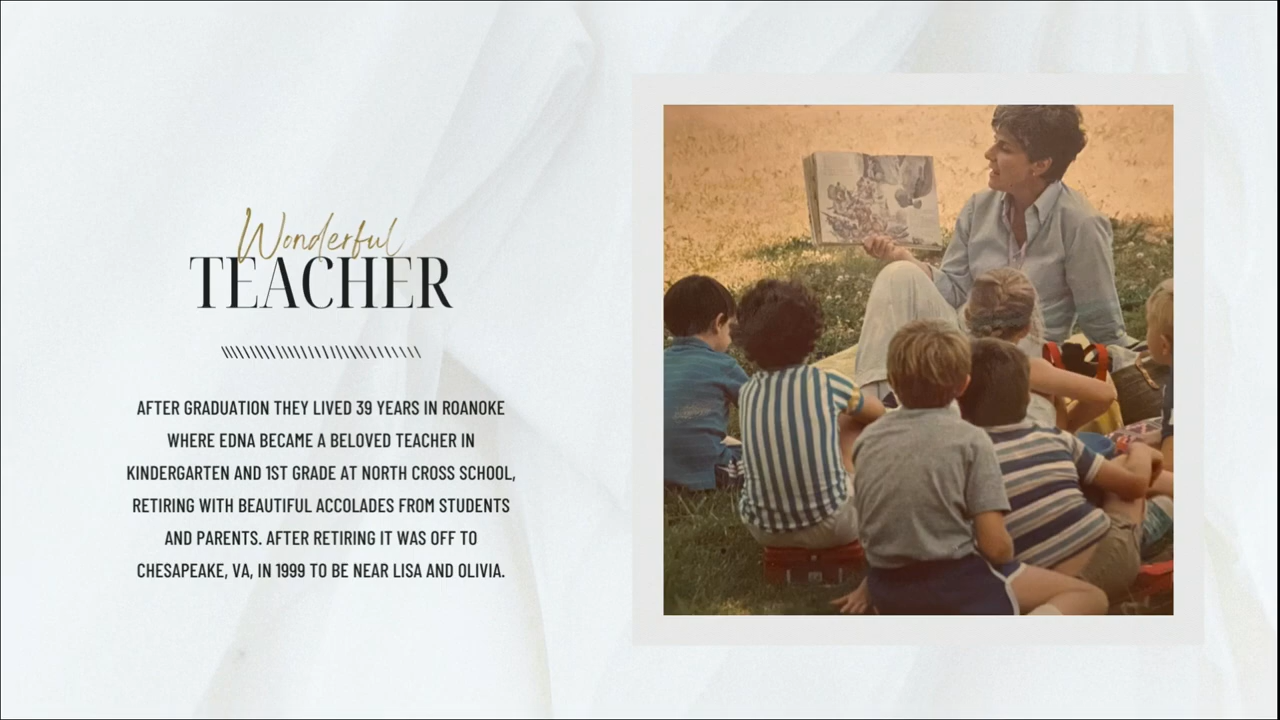 Wonderful
TEACHER
AFTER GRADUATION THEY LIVED 39 YEARS IN ROANOKE
WHERE EDNA BECAME A BELOVED TEACHER IN
KINDERGARTEN AND 1ST GRADE AT NORTH CROSS SCHOOL,
RETIRING WITH BEAUTIFUL ACCOLADES FROM STUDENTS
AND PARENTS. AFTER RETIRING IT WAS OFF TO
CHESAPEAKE, VA, IN 1999 TO BE NEAR LISA AND OLIVIA.